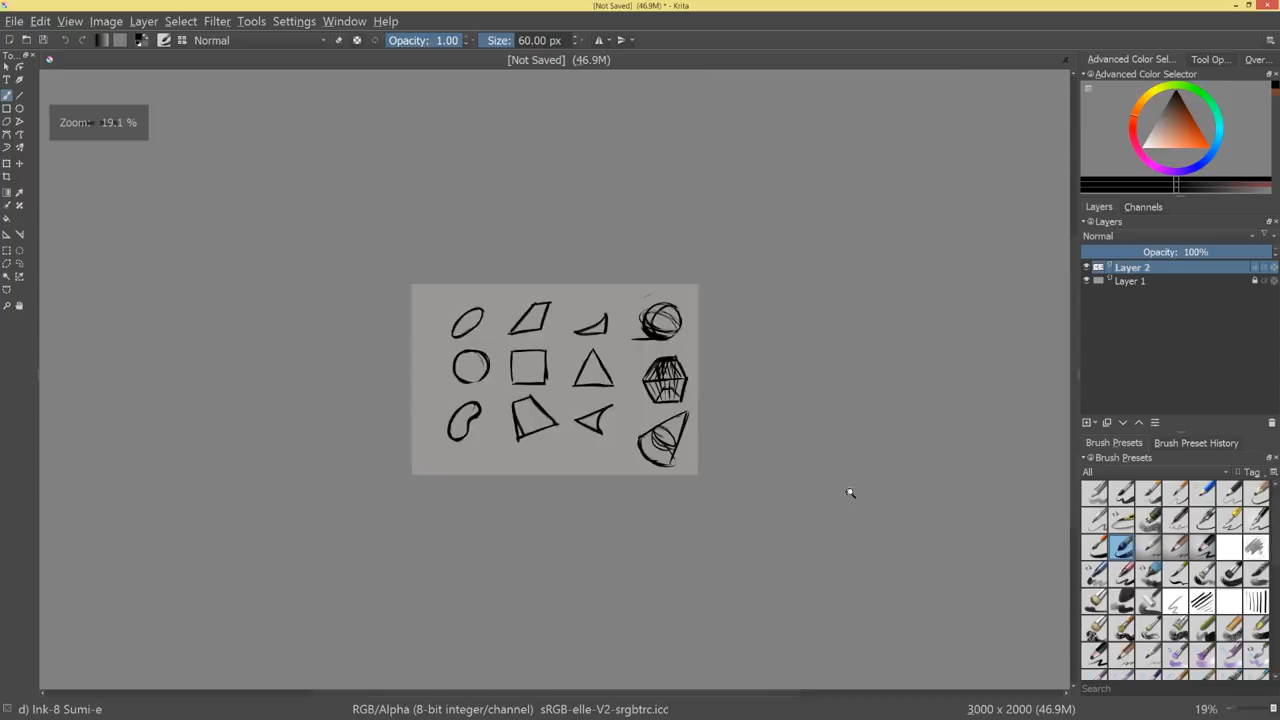 [Not Saved] (46.9M) * - Krita
File Edit View Image Layer Select Filter Tools Settings Window Help
Normal Opacity: 1.00 Size: 60.00 px
To...
[Not Saved] (46.9M)
Advanced Color Sel... Tool Op... Over...
Advanced Color Selector
Zoom: 19.1 %
Layers Channels
Layers
Normal
Opacity: 100%
Layer 2
Layer 1
Brush Presets Brush Preset History
Brush Presets
All Tag
Search
d) Ink-8 Sumi-e RGB/Alpha (8-bit integer/channel) sRGB-elle-V2-srgbtrc.icc 3000 x 2000 (46.9M) 19%